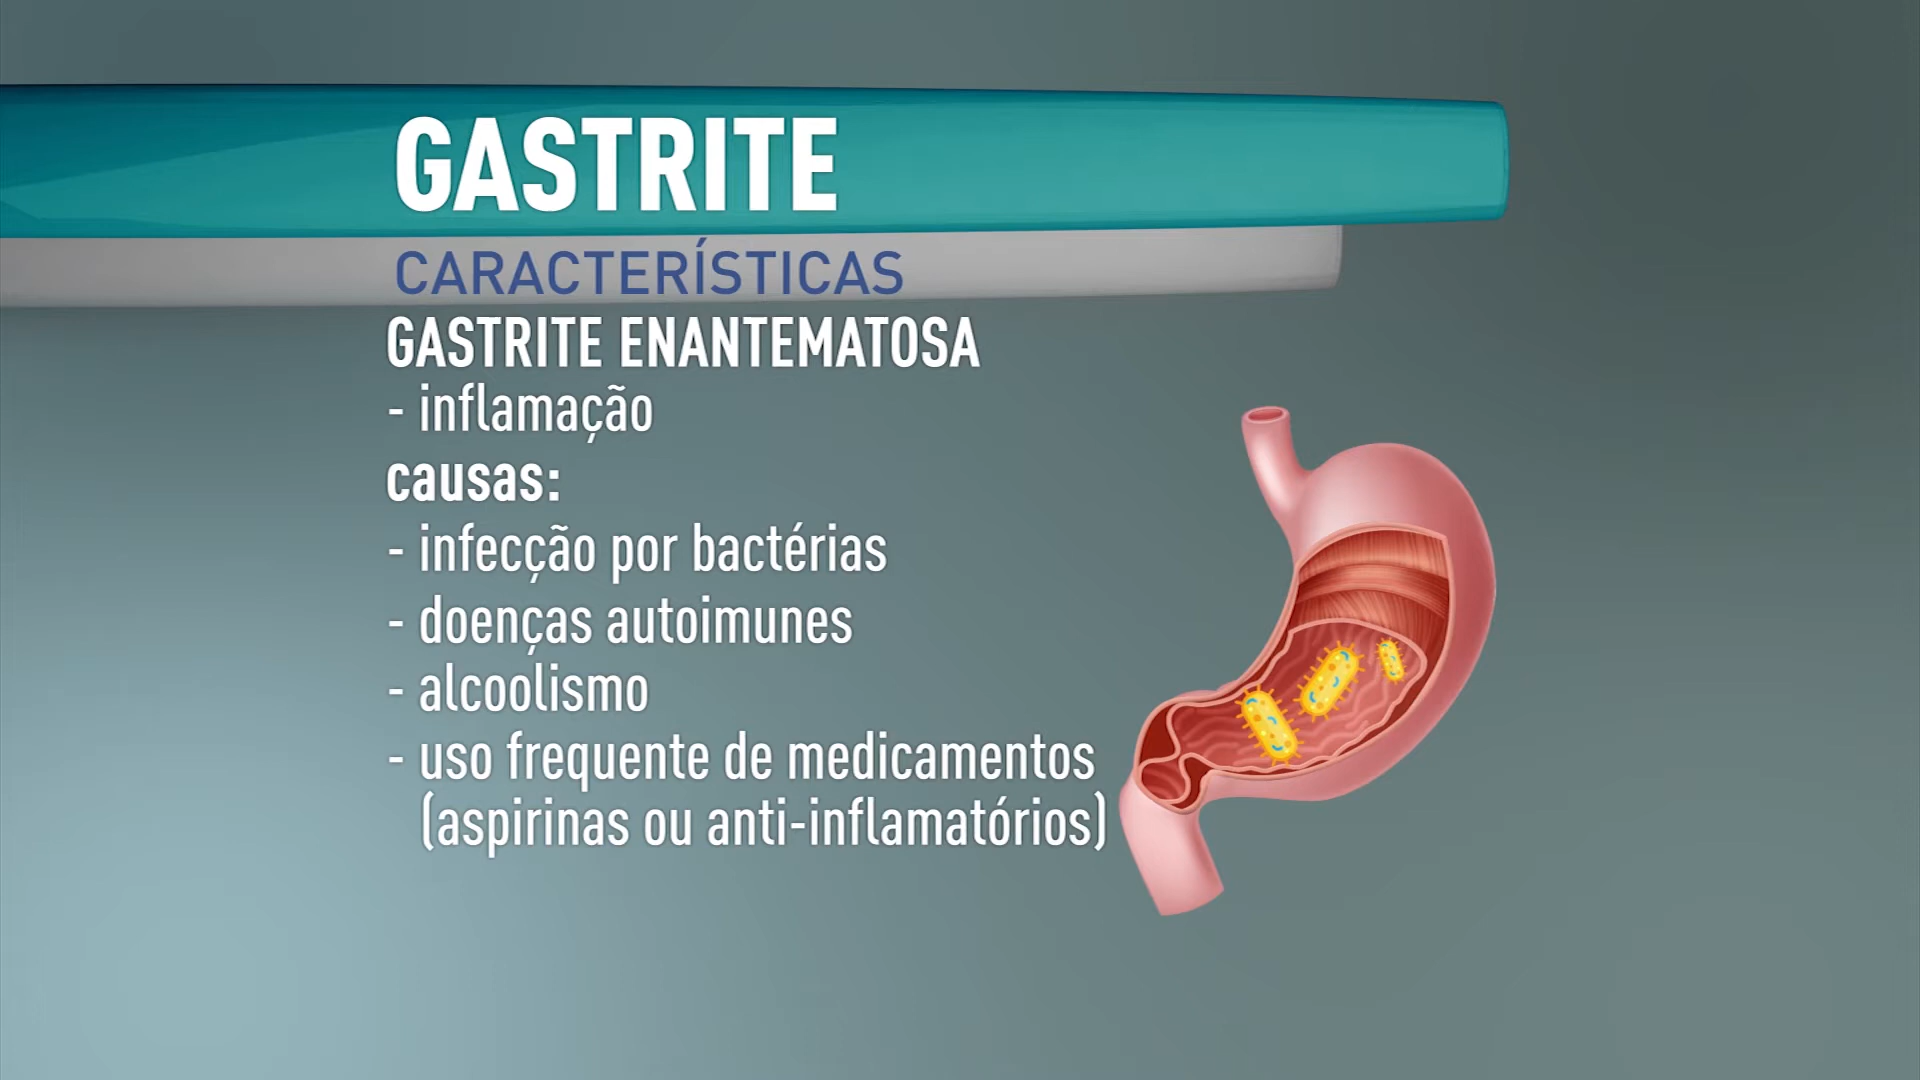 GASTRITE
CARACTERÍSTICAS
GASTRITE ENANTEMATOSA
- inflamação
causas:
- infecção por bactérias
- doenças autoimunes
- alcoolismo
- uso frequente de medicamentos
(aspirinas ou anti-inflamatórios)